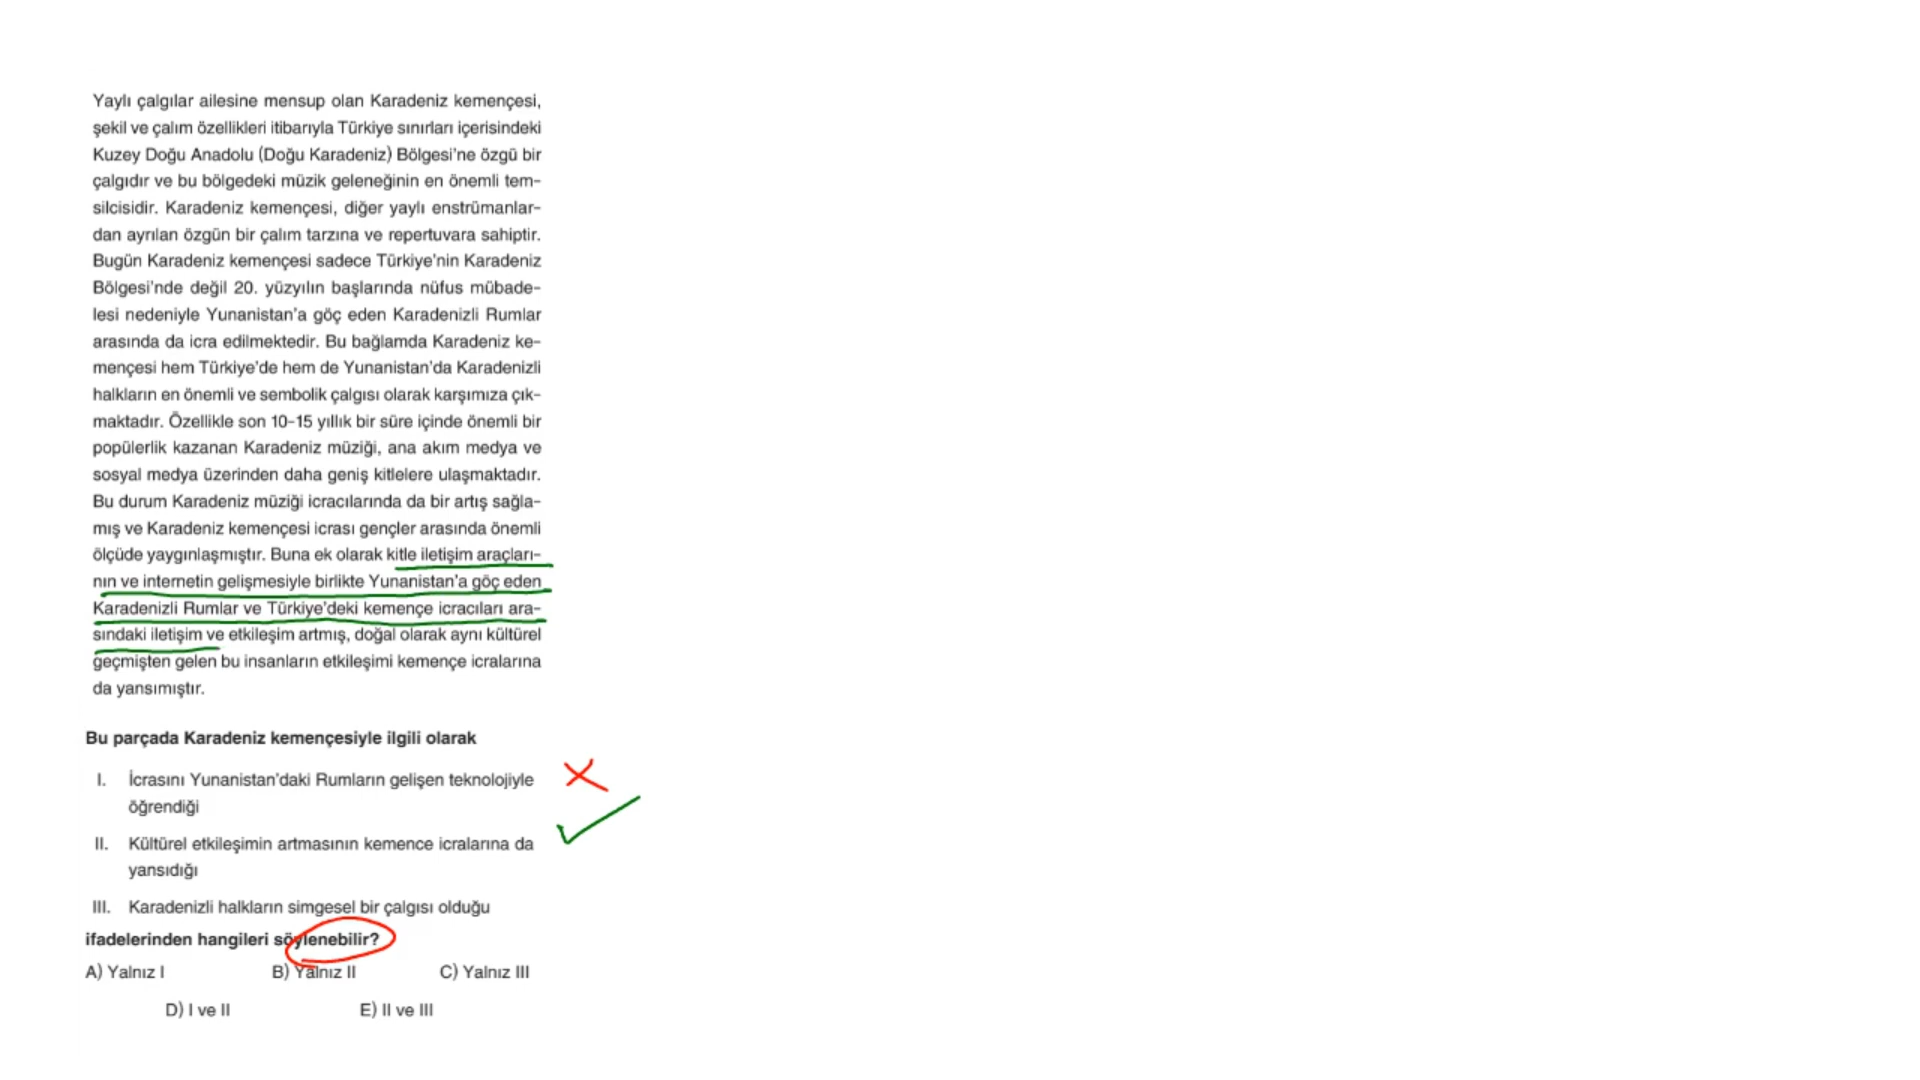 Yaylı çalgılar ailesine mensup olan Karadeniz kemençesi,
şekil ve çalım özellikleri itibarıyla Türkiye sınırları içerisindeki
Kuzey Doğu Anadolu (Doğu Karadeniz) Bölgesi'ne özgü bir
çalgıdır ve bu bölgedeki müzik geleneğinin en önemli tem-
silcisidir. Karadeniz kemençesi, diğer yaylı enstrümanlar-
dan ayrılan özgün bir çalım tarzına ve repertuvara sahiptir.
Bugün Karadeniz kemençesi sadece Türkiye'nin Karadeniz
Bölgesi'nde değil 20. yüzyılın başlarında nüfus mübade-
lesi nedeniyle Yunanistan'a göç eden Karadenizli Rumlar
arasında da icra edilmektedir. Bu bağlamda Karadeniz ke-
mençesi hem Türkiye'de hem de Yunanistan'da Karadenizli
halkların en önemli ve sembolik çalgısı olarak karşımıza çık-
maktadır. Özellikle son 10-15 yıllık bir süre içinde önemli bir
popülerlik kazanan Karadeniz müziği, ana akım medya ve
sosyal medya üzerinden daha geniş kitlelere ulaşmaktadır.
Bu durum Karadeniz müziği icracılarında da bir artış sağla-
mış ve Karadeniz kemençesi icrası gençler arasında önemli
ölçüde yaygınlaşmıştır. Buna ek olarak kitle iletişim araçları-
nın ve internetin gelişmesiyle birlikte Yunanistan'a göç eden
Karadenizli Rumlar ve Türkiye'deki kemençe icracıları ara-
sındaki iletişim ve etkileşim artmış, doğal olarak aynı kültürel
geçmişten gelen bu insanların etkileşimi kemençe icralarına
da yansımıştır.
Bu parçada Karadeniz kemençesiyle ilgili olarak
I. İcrasını Yunanistan'daki Rumların gelişen teknolojiyle
öğrendiği
II. Kültürel etkileşimin artmasının kemence icralarına da
yansıdığı
III. Karadenizli halkların simgesel bir çalgısı olduğu
ifadelerinden hangileri söylenebilir?
A) Yalnız I B) Yalnız II C) Yalnız III
D) I ve II E) II ve III